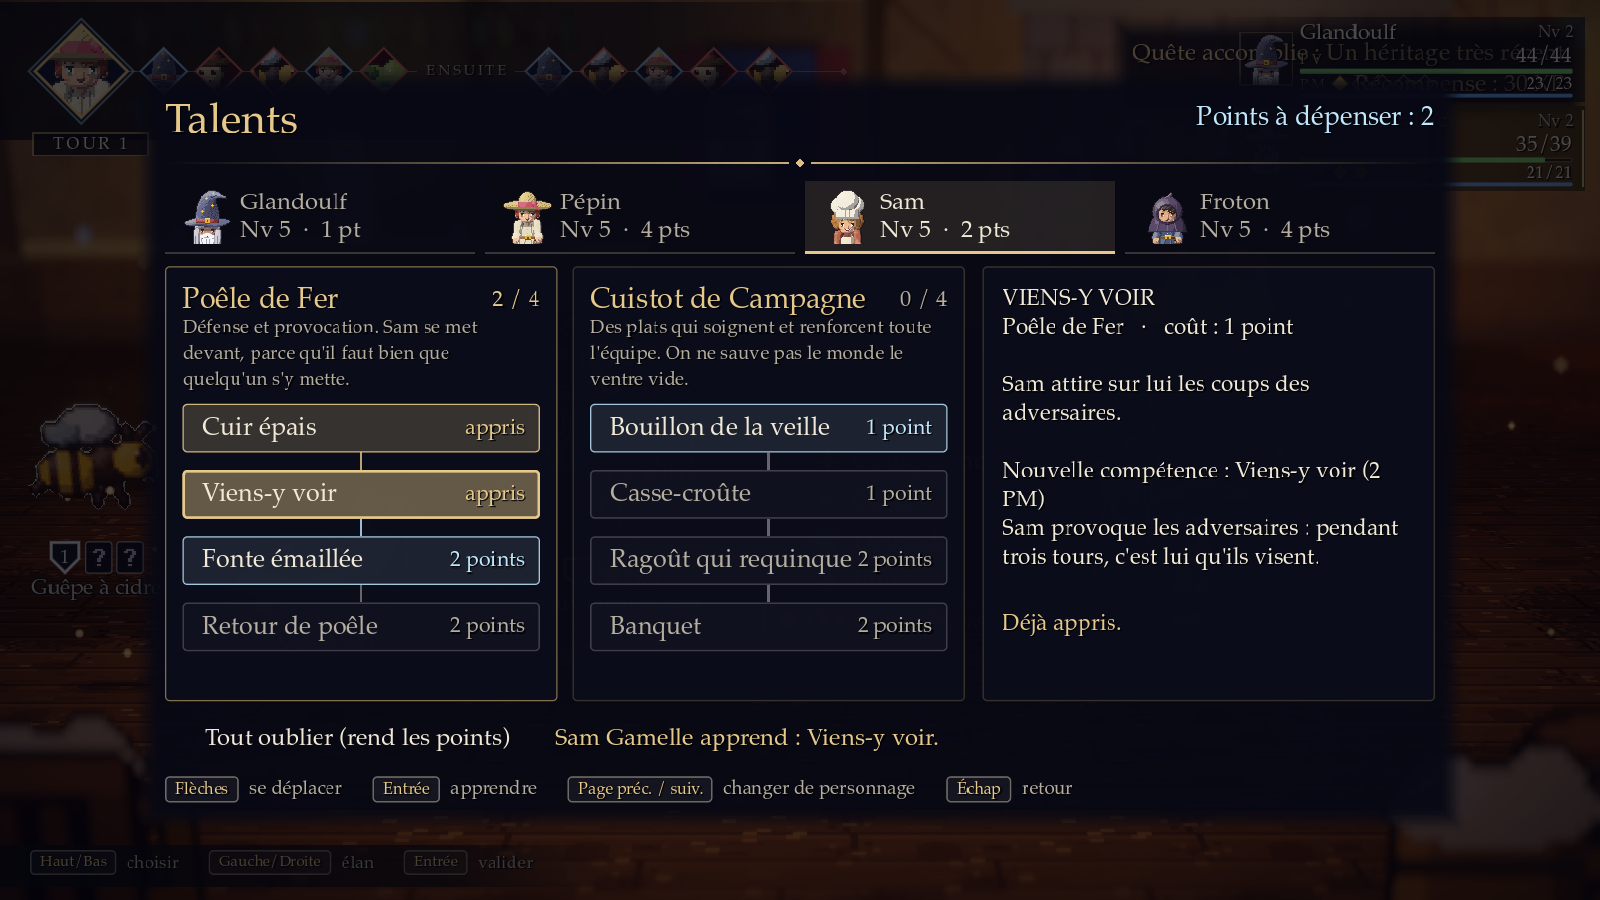 Glandoulf
Nv 2
Quête accomplie : Un héritage très ré
44/44
ENSUITE
PM
Récompense : 30
23/23
TOUR 1
Talents
Points à dépenser : 2
Nv 2
35/39
21/21
Glandoulf
Nv 5 · 1 pt
Pépin
Nv 5 · 4 pts
Sam
Nv 5 · 2 pts
Froton
Nv 5 · 4 pts
Poêle de Fer
2 / 4
Défense et provocation. Sam se met
devant, parce qu'il faut bien que
quelqu'un s'y mette.
Cuir épais
appris
Viens-y voir
appris
Fonte émaillée
2 points
Retour de poêle
2 points
Cuistot de Campagne
0 / 4
Des plats qui soignent et renforcent toute
l'équipe. On ne sauve pas le monde le
ventre vide.
Bouillon de la veille
1 point
Casse-croûte
1 point
Ragoût qui requinque
2 points
Banquet
2 points
VIENS-Y VOIR
Poêle de Fer · coût : 1 point
Sam attire sur lui les coups des
adversaires.
Nouvelle compétence : Viens-y voir (2
PM)
Sam provoque les adversaires : pendant
trois tours, c'est lui qu'ils visent.
Déjà appris.
1 ? ?
Guêpe à cidre
Tout oublier (rend les points)
Sam Gamelle apprend : Viens-y voir.
Flèches se déplacer
Entrée apprendre
Page préc. / suiv. changer de personnage
Échap retour
Haut/Bas choisir
Gauche/Droite élan
Entrée valider